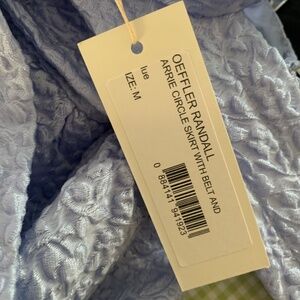 OEFFLER RANDALL
ARRIE CIRCLE SKIRT WITH BELT AND
lue
IZE: M
0 884141 941923